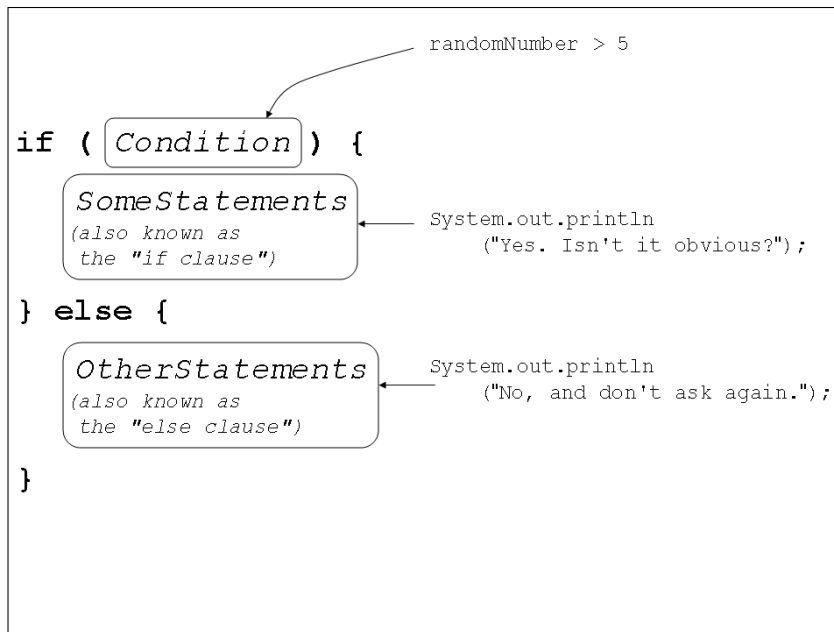 randomNumber > 5
if ( Condition ) {
SomeStatements
(also known as
the "if clause")
System.out.println
("Yes. Isn't it obvious?");
} else {
OtherStatements
(also known as
the "else clause")
System.out.println
("No, and don't ask again.");
}